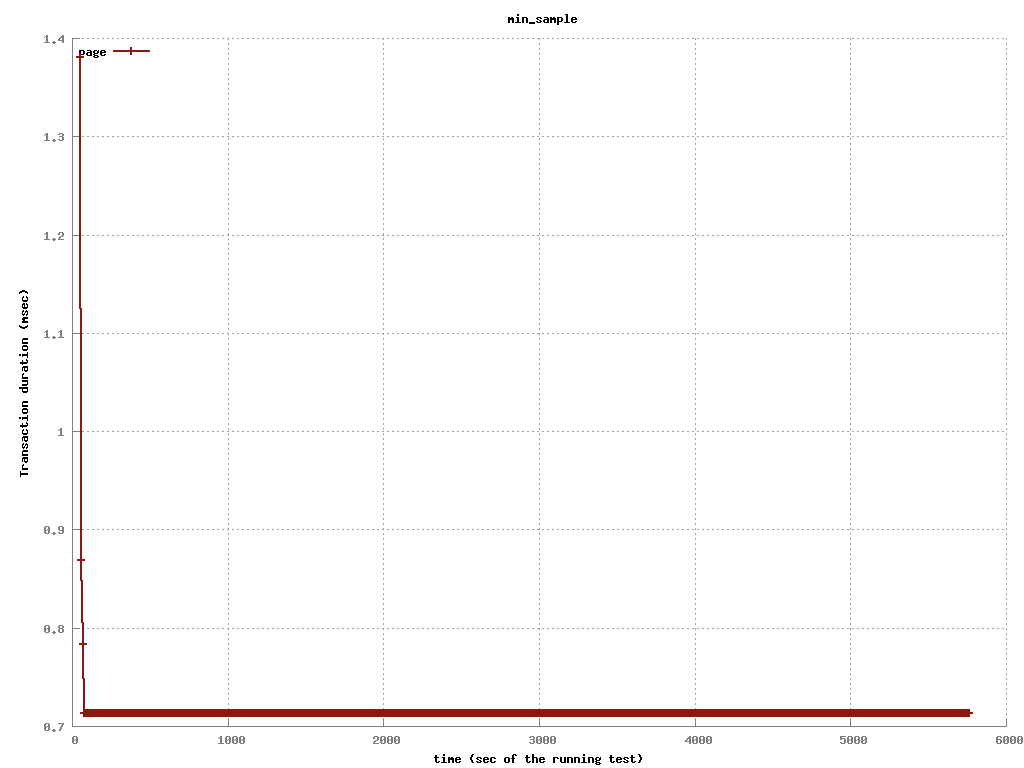 min_sample
page
1.4
1.3
1.2
1.1
1
0.9
0.8
0.7
Transaction duration (msec)
0 1000 2000 3000 4000 5000 6000
time (sec of the running test)